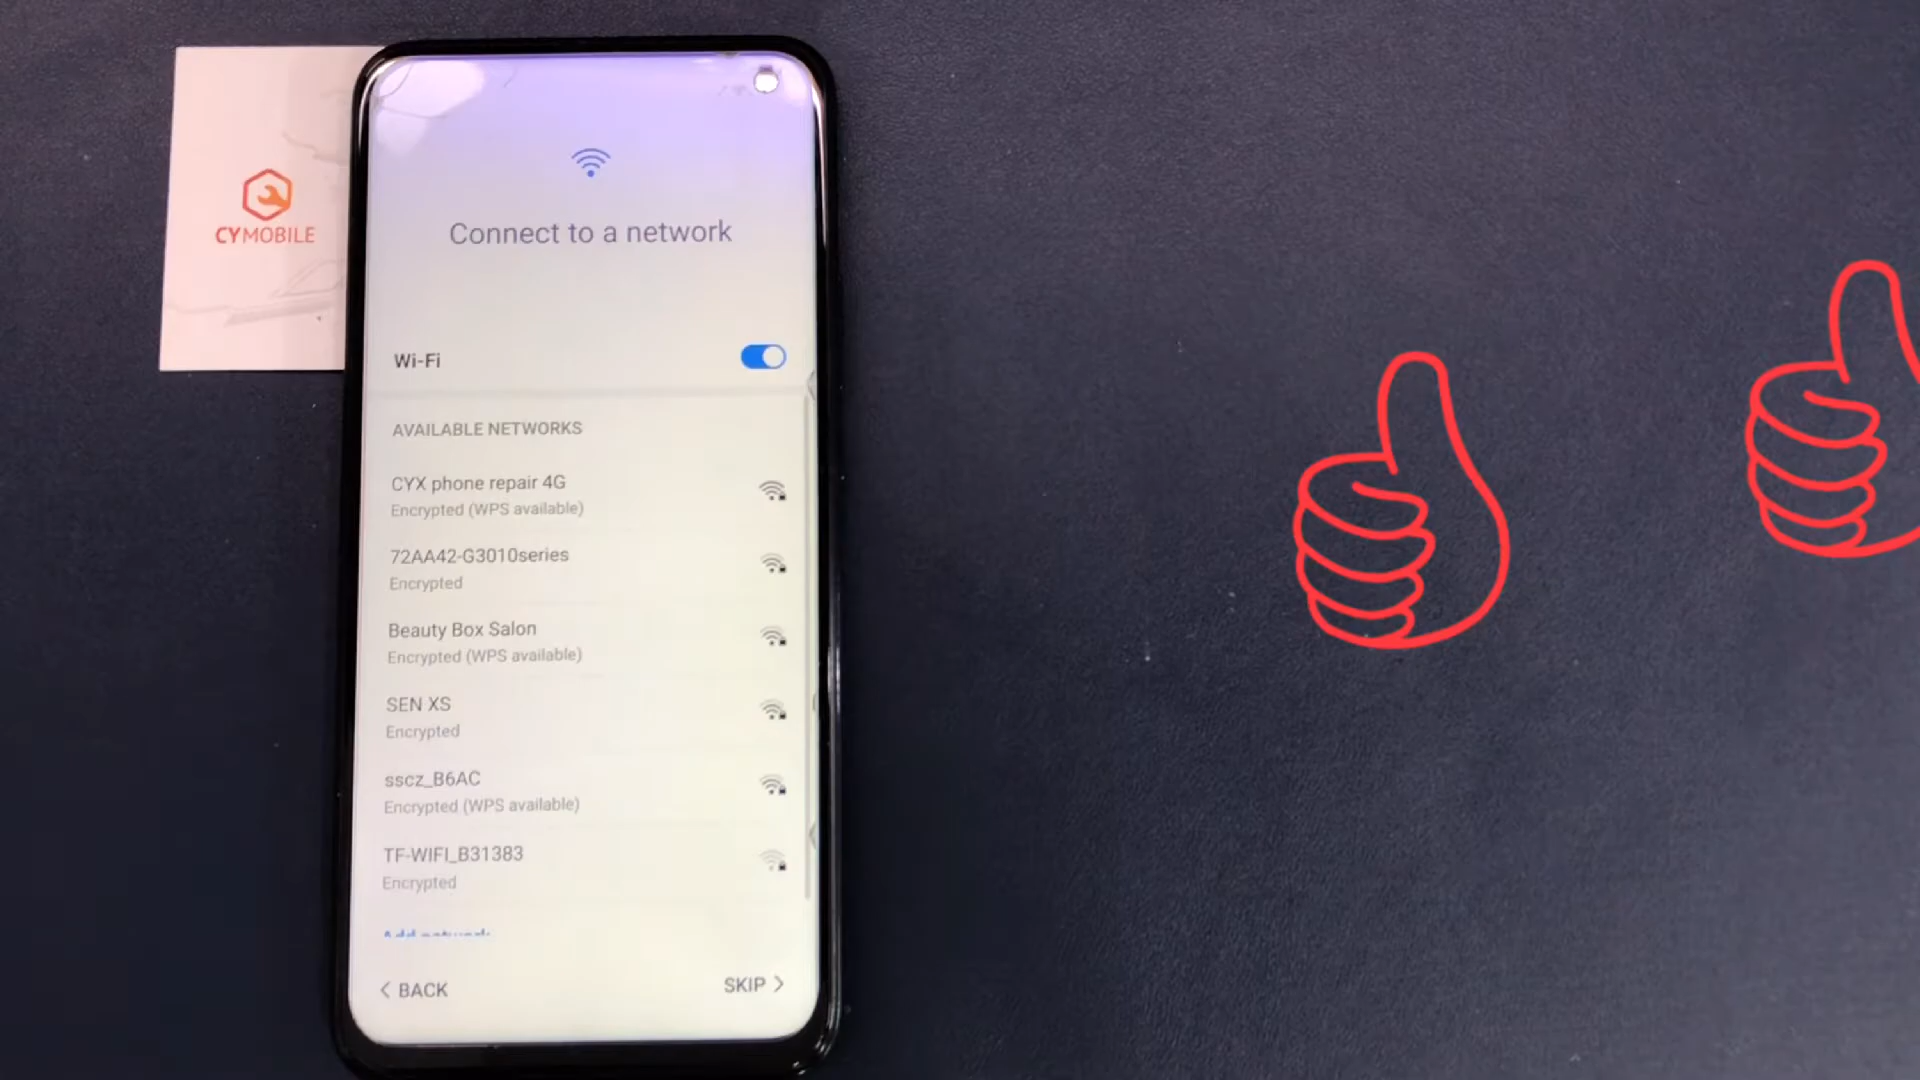 CYMOBILE
Connect to a network
Wi-Fi
AVAILABLE NETWORKS
CYX phone repair 4G
Encrypted (WPS available)
72AA42-G3010series
Encrypted
Beauty Box Salon
Encrypted (WPS available)
SEN XS
Encrypted
sscz_B6AC
Encrypted (WPS available)
TF-WIFI_B31383
Encrypted
Add network
< BACK
SKIP >